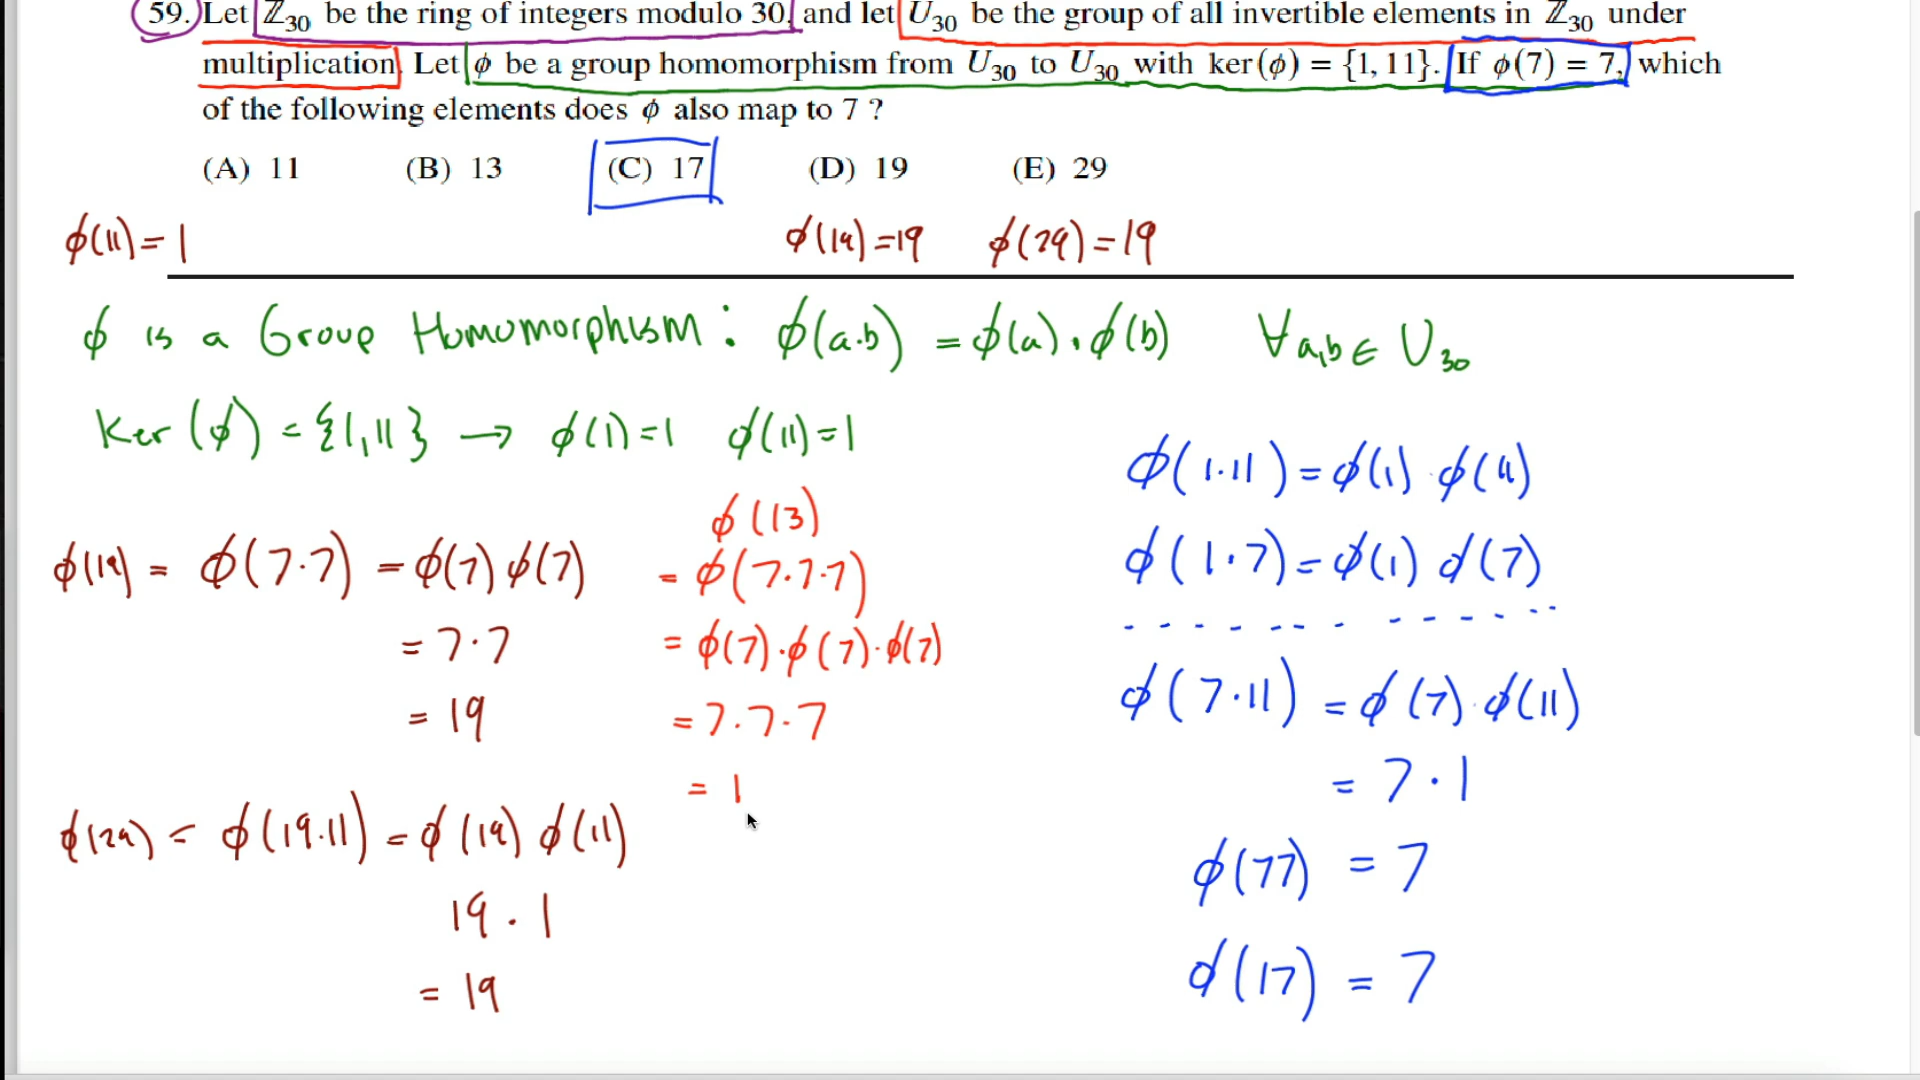 59. Let ℤ30 be the ring of integers modulo 30, and let U30 be the group of all invertible elements in ℤ30 under
multiplication. Let ϕ be a group homomorphism from U30 to U30 with ker(ϕ) = {1, 11}. If ϕ(7) = 7, which
of the following elements does ϕ also map to 7 ?
(A) 11 (B) 13 (C) 17 (D) 19 (E) 29
ϕ(11) = 1 ϕ(19) = 19 ϕ(29) = 19
ϕ is a Group Homomorphism: ϕ(a·b) = ϕ(a)·ϕ(b) ∀a,b ∈ U30
Ker(ϕ) = {1,11} → ϕ(1) = 1 ϕ(11) = 1
ϕ(19) = ϕ(7·7) = ϕ(7) ϕ(7)
= 7·7
= 19
ϕ(29) = ϕ(19·11) = ϕ(19) ϕ(11)
19 · 1
= 19
ϕ(13)
= ϕ(7·7·7)
= ϕ(7)·ϕ(7)·ϕ(7)
= 7·7·7
= 1
ϕ(1·11) = ϕ(1)·ϕ(11)
ϕ(1·7) = ϕ(1) ϕ(7)
ϕ(7·11) = ϕ(7)·ϕ(11)
= 7·1
ϕ(77) = 7
ϕ(17) = 7